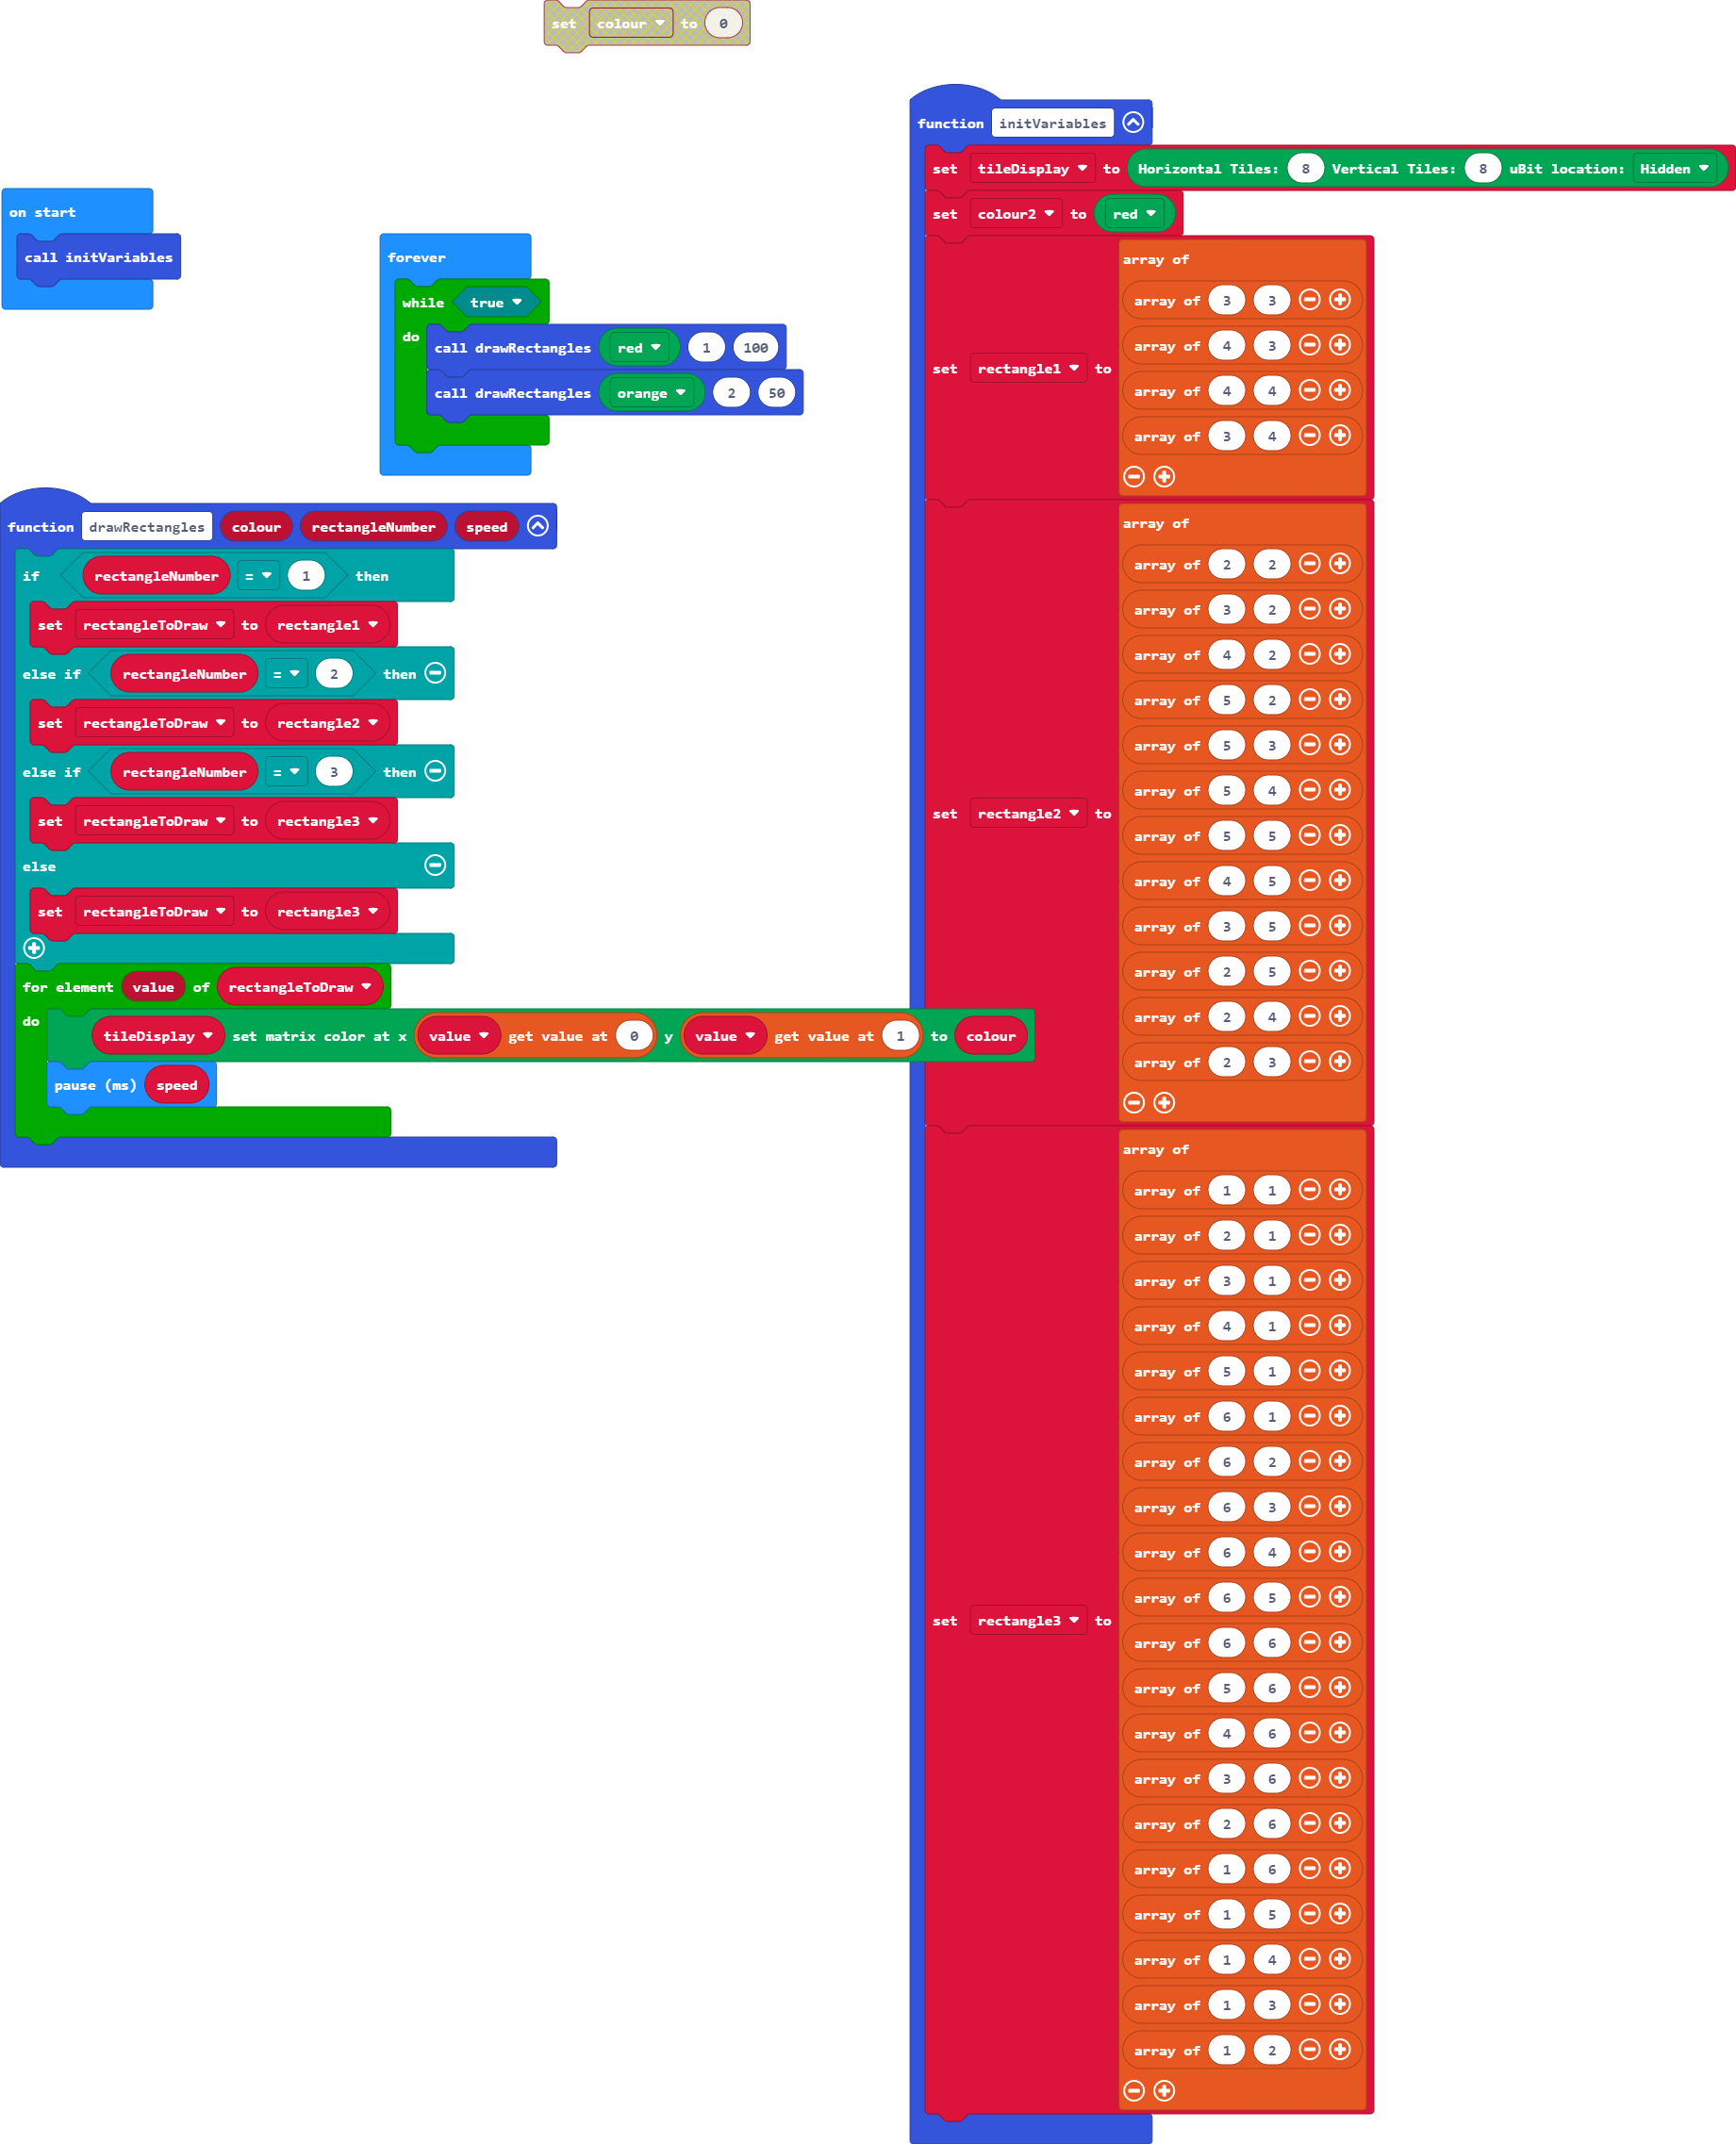 set colour to 0
on start
call initVariables
forever
while true
do
call drawRectangles red 1 100
call drawRectangles orange 2 50
function drawRectangles colour rectangleNumber speed
if rectangleNumber = 1 then
set rectangleToDraw to rectangle1
else if rectangleNumber = 2 then
set rectangleToDraw to rectangle2
else if rectangleNumber = 3 then
set rectangleToDraw to rectangle3
else
set rectangleToDraw to rectangle3
for element value of rectangleToDraw
do
tileDisplay set matrix color at x value get value at 0 y value get value at 1 to colour
pause (ms) speed
function initVariables
set tileDisplay to Horizontal Tiles: 8 Vertical Tiles: 8 uBit location: Hidden
set colour2 to red
set rectangle1 to
array of
array of 3 3
array of 4 3
array of 4 4
array of 3 4
set rectangle2 to
array of
array of 2 2
array of 3 2
array of 4 2
array of 5 2
array of 5 3
array of 5 4
array of 5 5
array of 4 5
array of 3 5
array of 2 5
array of 2 4
array of 2 3
set rectangle3 to
array of
array of 1 1
array of 2 1
array of 3 1
array of 4 1
array of 5 1
array of 6 1
array of 6 2
array of 6 3
array of 6 4
array of 6 5
array of 6 6
array of 5 6
array of 4 6
array of 3 6
array of 2 6
array of 1 6
array of 1 5
array of 1 4
array of 1 3
array of 1 2